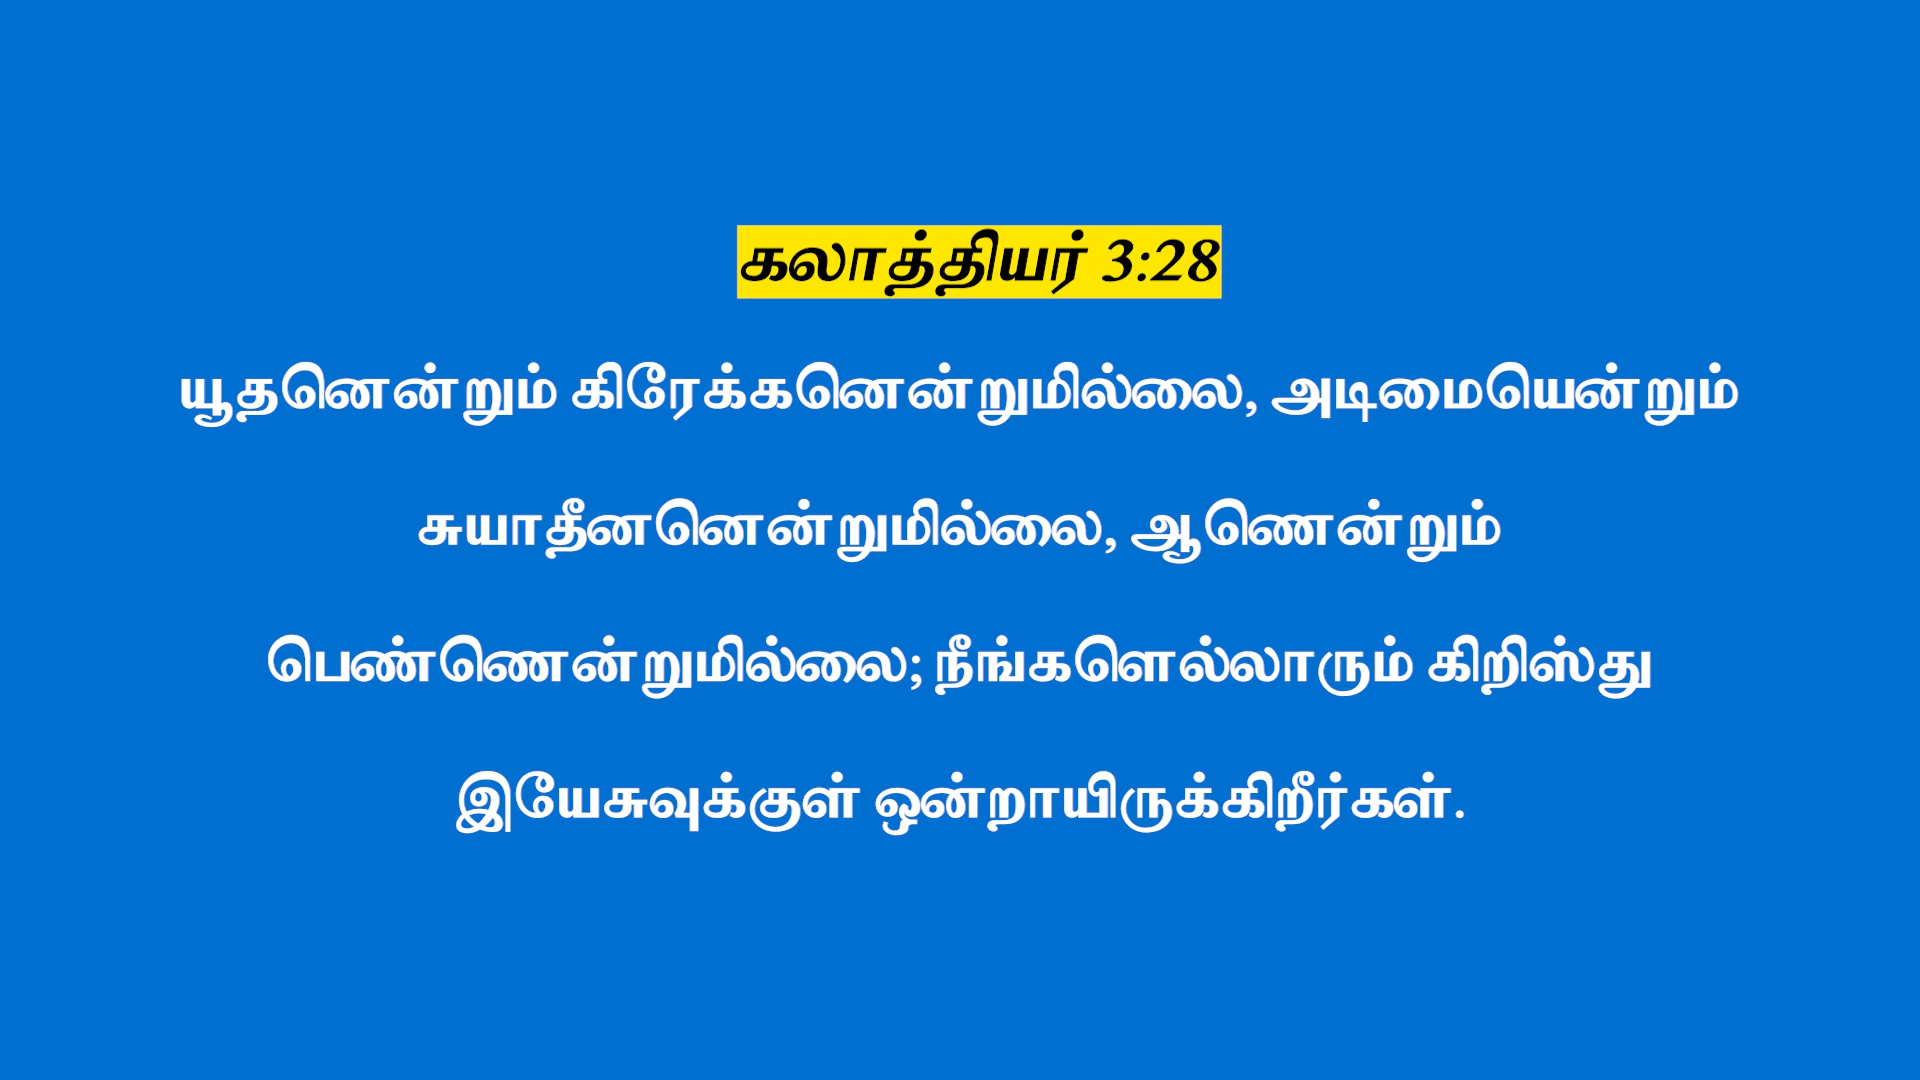 கலாத்தியர் 3:28
யூதனென்றும் கிரேக்கனென்றுமில்லை, அடிமையென்றும்
சுயாதீனனென்றுமில்லை, ஆணென்றும்
பெண்ணென்றுமில்லை; நீங்களெல்லாரும் கிறிஸ்து
இயேசுவுக்குள் ஒன்றாயிருக்கிறீர்கள்.